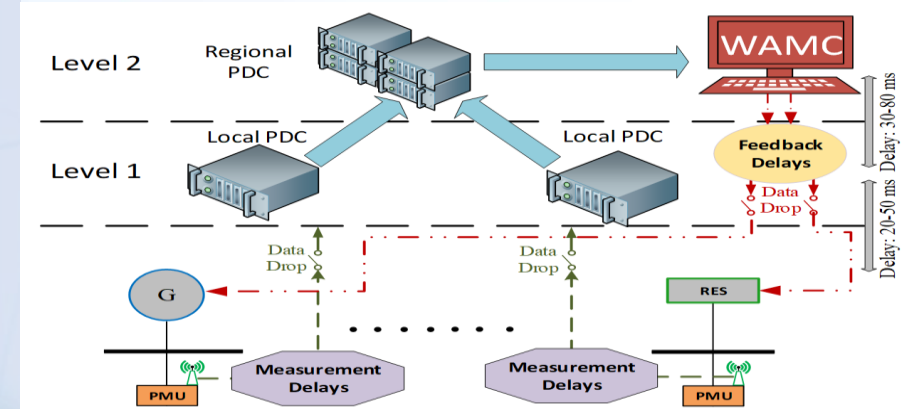 Level 2
Regional
PDC
WAMC
Delay: 30-80 ms
Local PDC
Local PDC
Level 1
Feedback
Delays
Data
Drop
Delay: 20-50 ms
Data
Drop
Data
Drop
G
RES
Measurement
Delays
Measurement
Delays
PMU
PMU